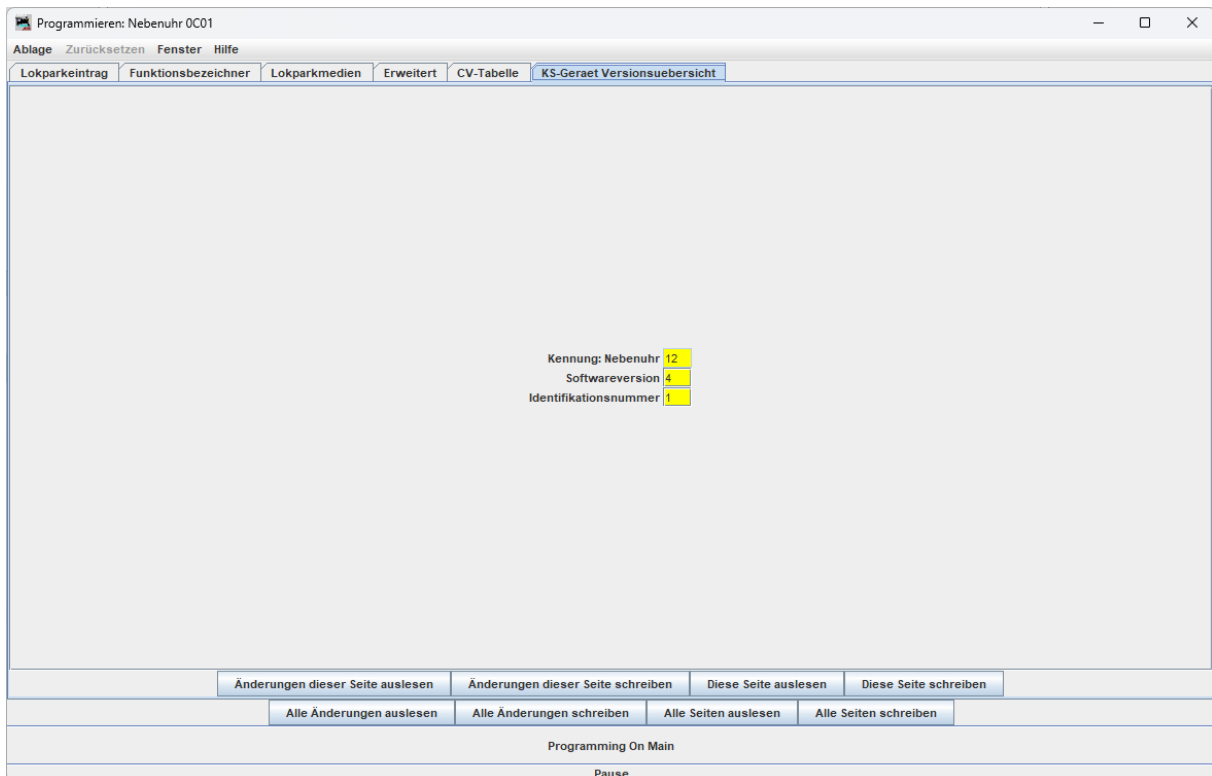 Programmieren: Nebenuhr 0C01
Ablage Zurücksetzen Fenster Hilfe
Lokparkeintrag Funktionsbezeichner Lokparkmedien Erweitert CV-Tabelle KS-Geraet Versionsuebersicht
Kennung: Nebenuhr 12
Softwareversion 4
Identifikationsnummer 1
Änderungen dieser Seite auslesen Änderungen dieser Seite schreiben Diese Seite auslesen Diese Seite schreiben
Alle Änderungen auslesen Alle Änderungen schreiben Alle Seiten auslesen Alle Seiten schreiben
Programming On Main
Pause